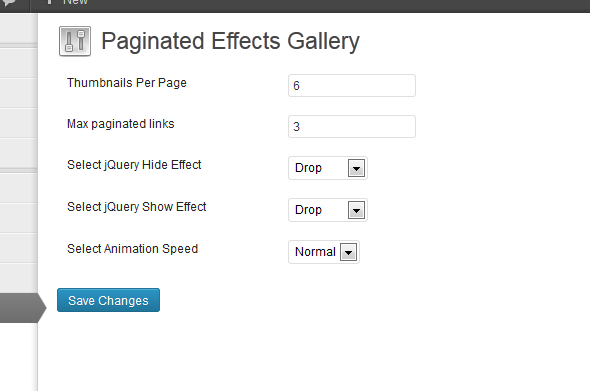 New
Paginated Effects Gallery
Thumbnails Per Page 6
Max paginated links 3
Select jQuery Hide Effect Drop
Select jQuery Show Effect Drop
Select Animation Speed Normal
Save Changes